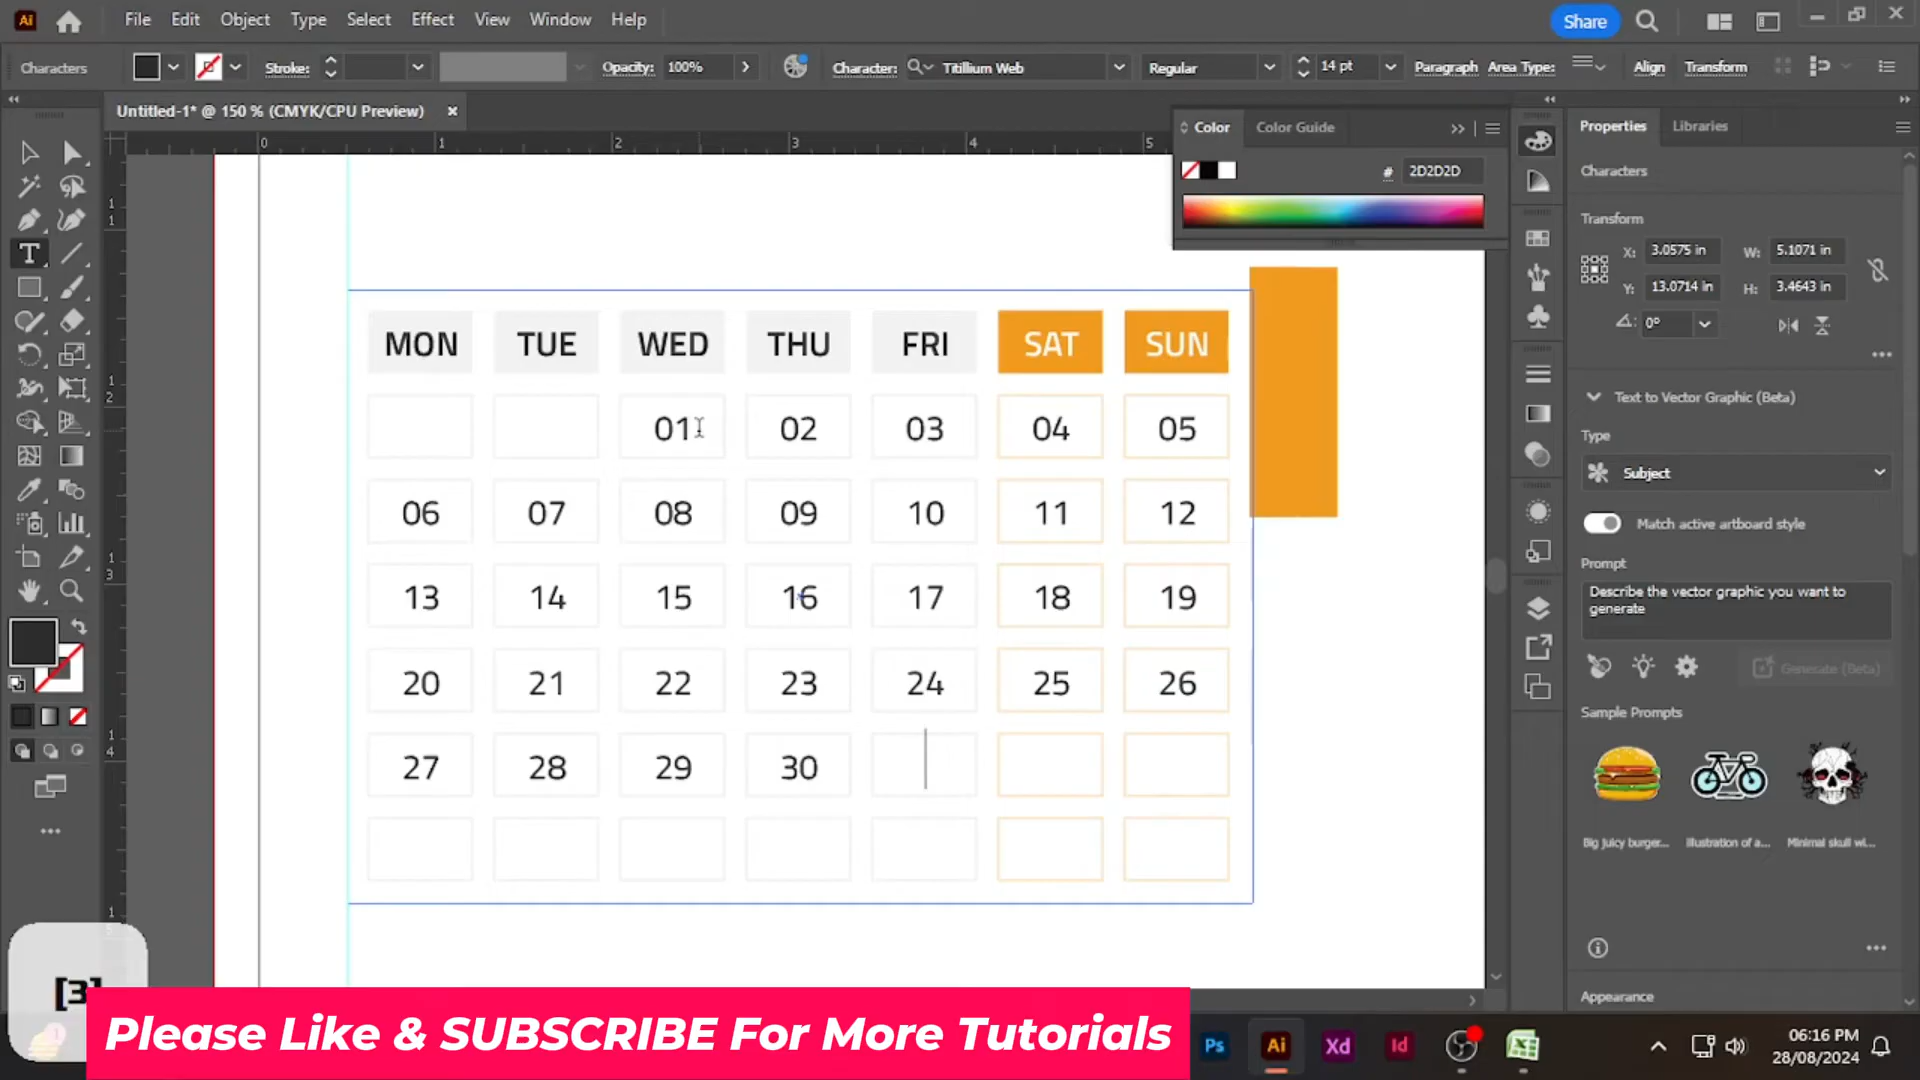 Ai File Edit Object Type Select Effect View Window Help Share
Characters Stroke: Opacity: 100% Character: Titillium Web Regular 14 pt Paragraph Area Type: Align Transform
Untitled-1* @ 150 % (CMYK/CPU Preview)
0 1 2 3 4 5
Color Color Guide
# 2D2D2D
Properties Libraries
Characters
Transform
X: 3.0575 in W: 5.1071 in
Y: 13.0714 in H: 3.4643 in
0°
Text to Vector Graphic (Beta)
Type
Subject
Match active artboard style
Prompt
Describe the vector graphic you want to
generate
Generate (Beta)
Sample Prompts
Big juicy burger... Illustration of a... Minimal skull wi...
Appearance
MON TUE WED THU FRI SAT SUN
01 02 03 04 05
06 07 08 09 10 11 12
13 14 15 16 17 18 19
20 21 22 23 24 25 26
27 28 29 30
[3]
Please Like & SUBSCRIBE For More Tutorials
Ps Ai Xd Id
06:16 PM
28/08/2024